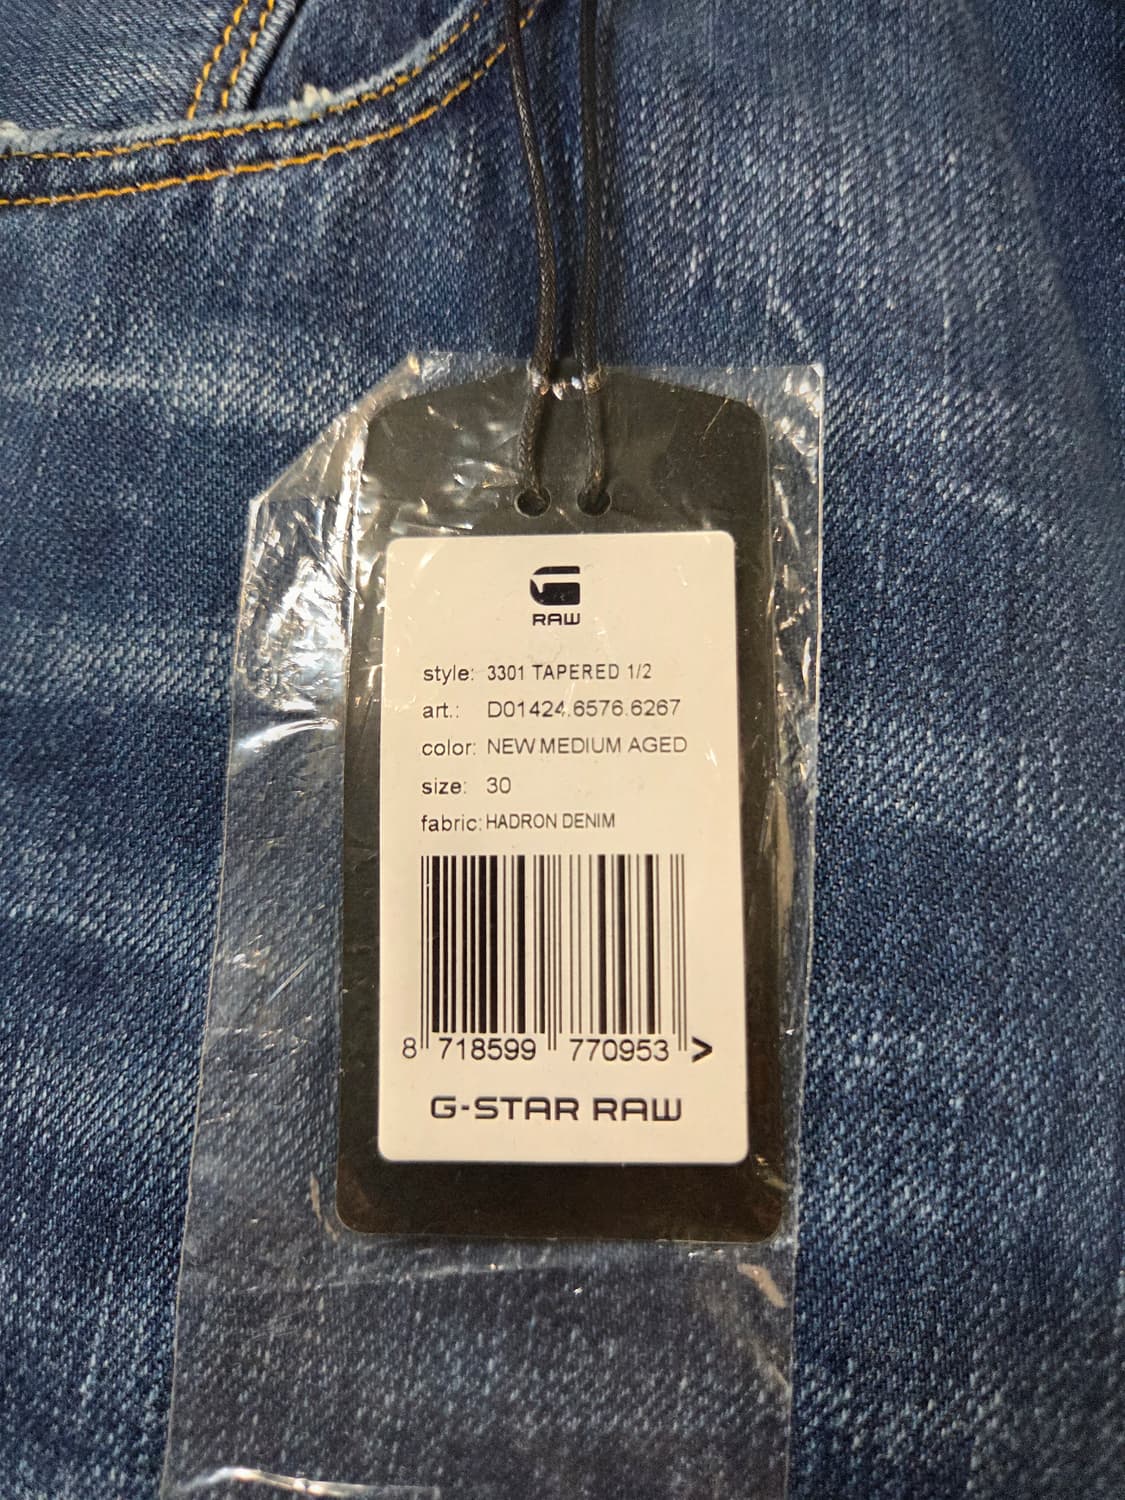 RAW
style: 3301 TAPERED 1/2
art.: D01424.6576.6267
color: NEW MEDIUM AGED
size: 30
fabric: HADRON DENIM
8 718599 770953 >
G-STAR RAW